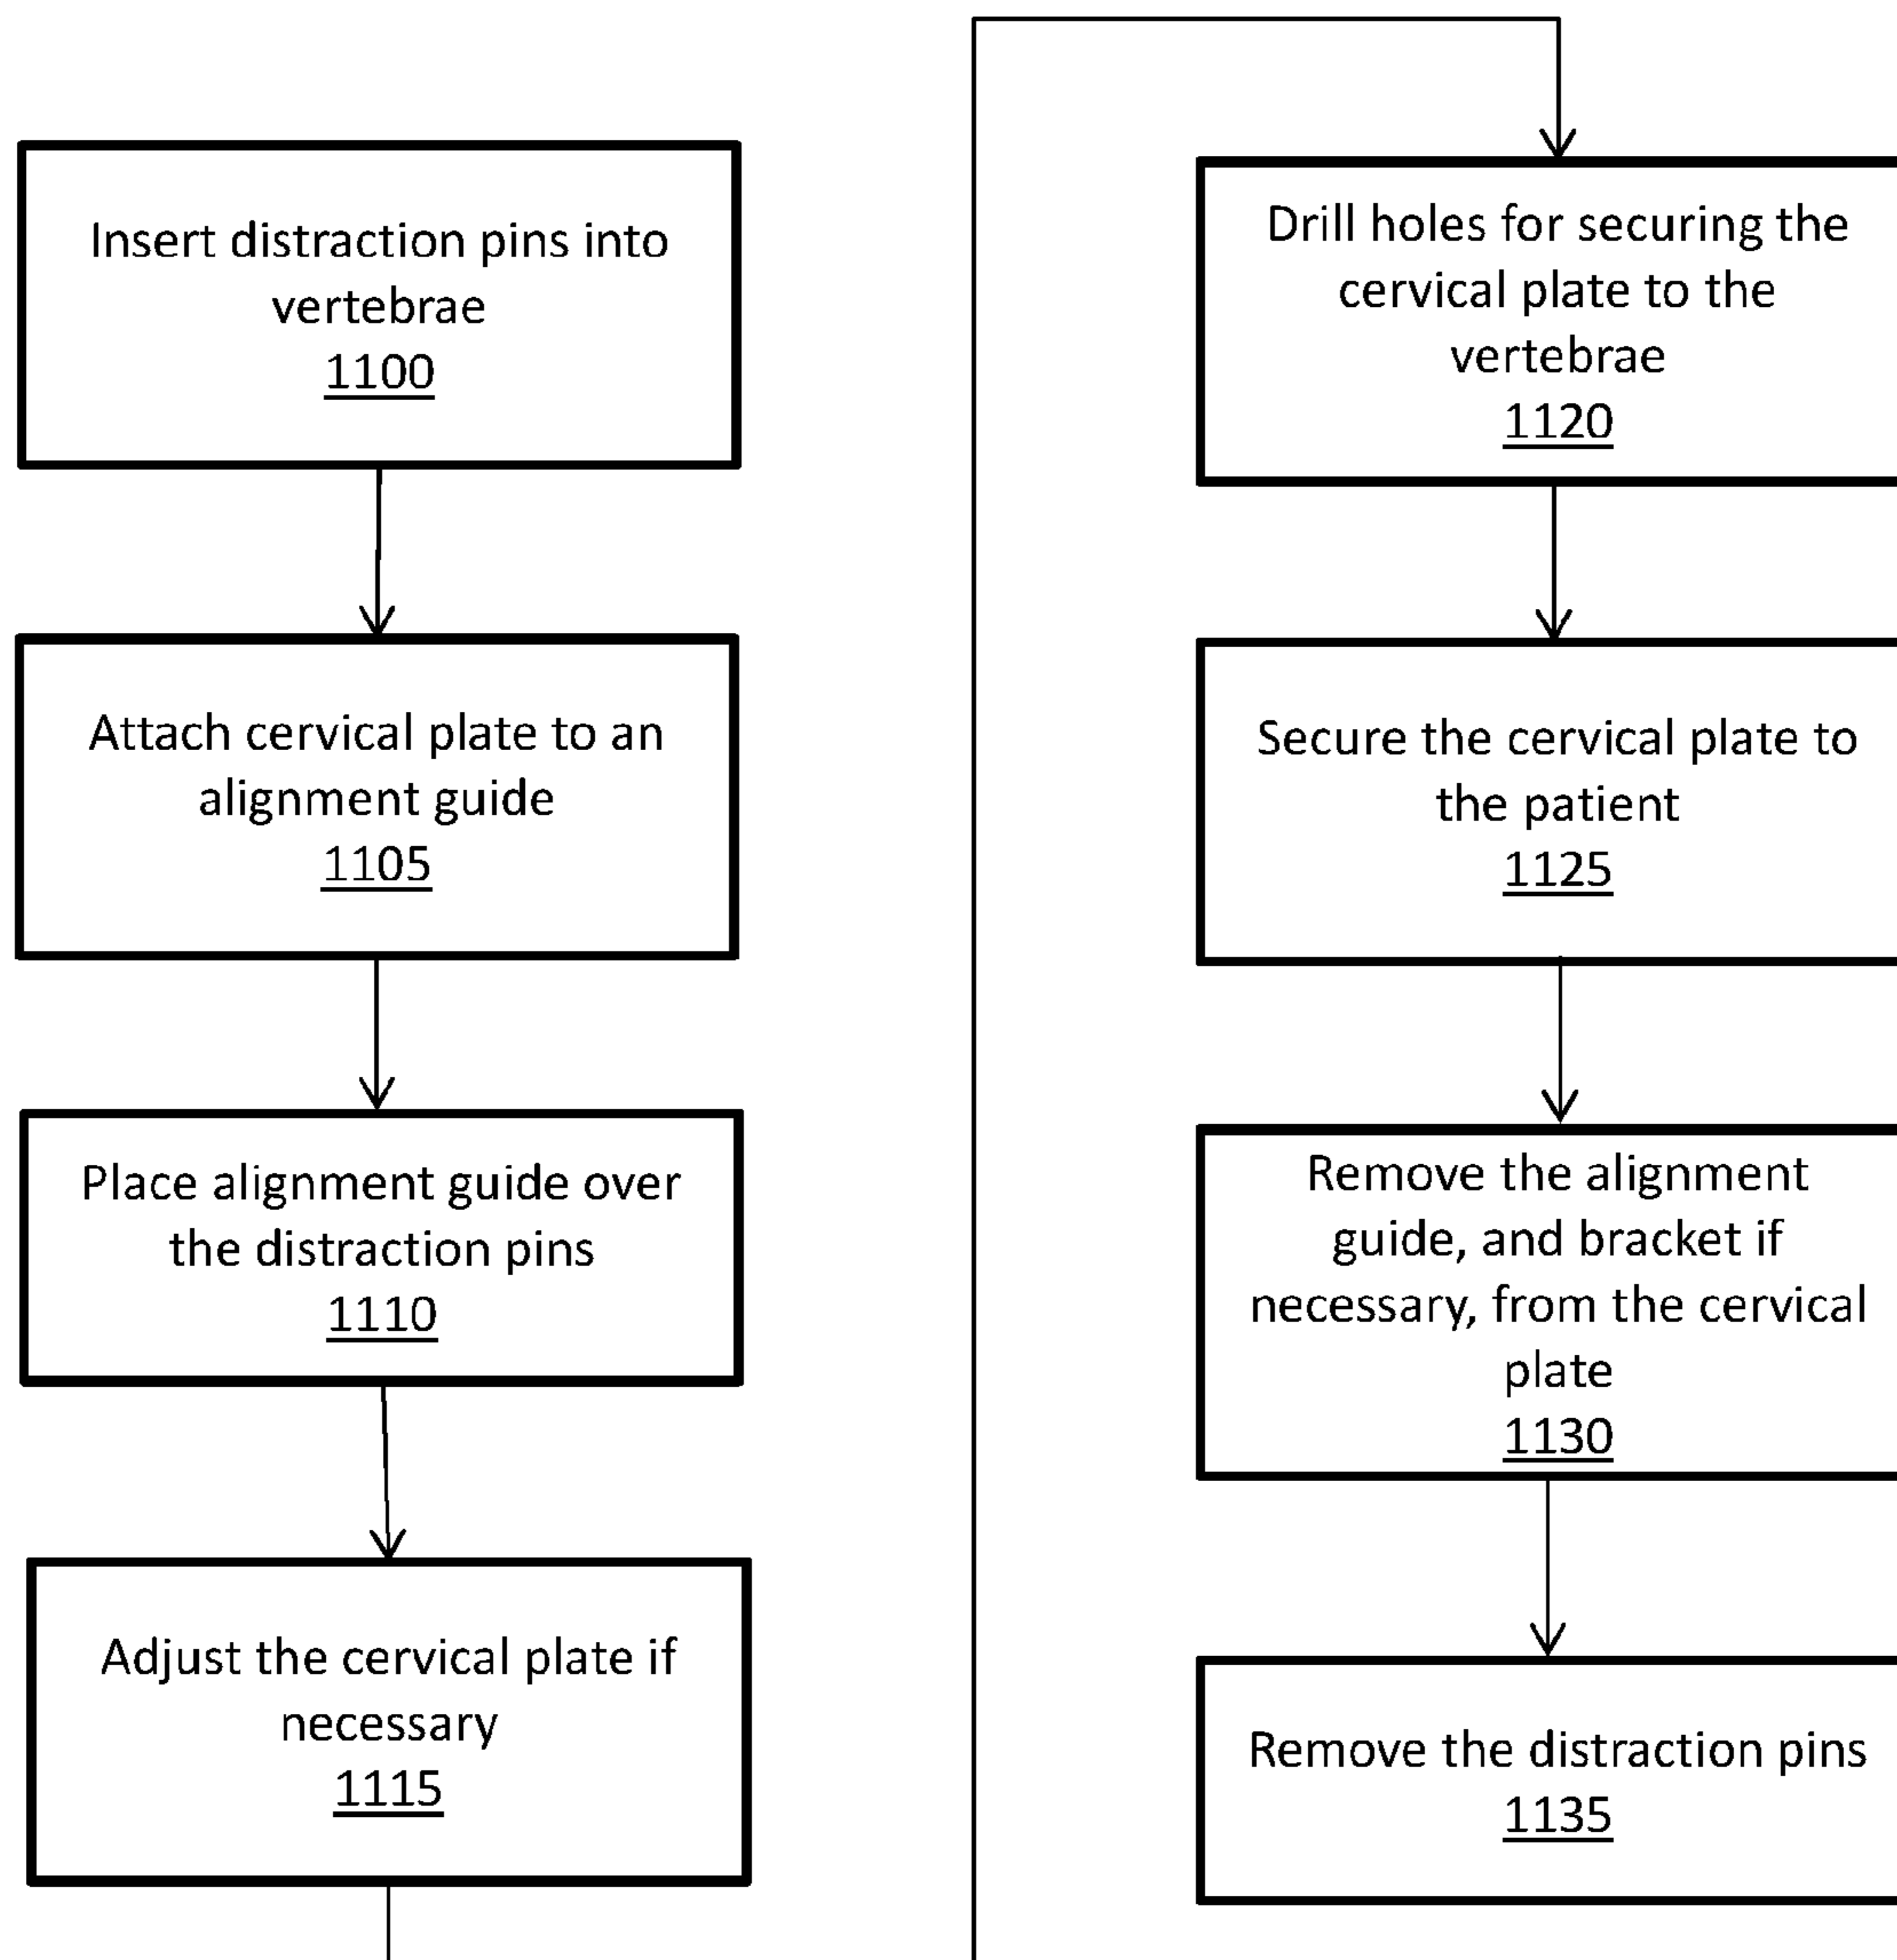 Insert distraction pins into
vertebrae
1100
Attach cervical plate to an
alignment guide
1105
Place alignment guide over
the distraction pins
1110
Adjust the cervical plate if
necessary
1115
Drill holes for securing the
cervical plate to the
vertebrae
1120
Secure the cervical plate to
the patient
1125
Remove the alignment
guide, and bracket if
necessary, from the cervical
plate
1130
Remove the distraction pins
1135